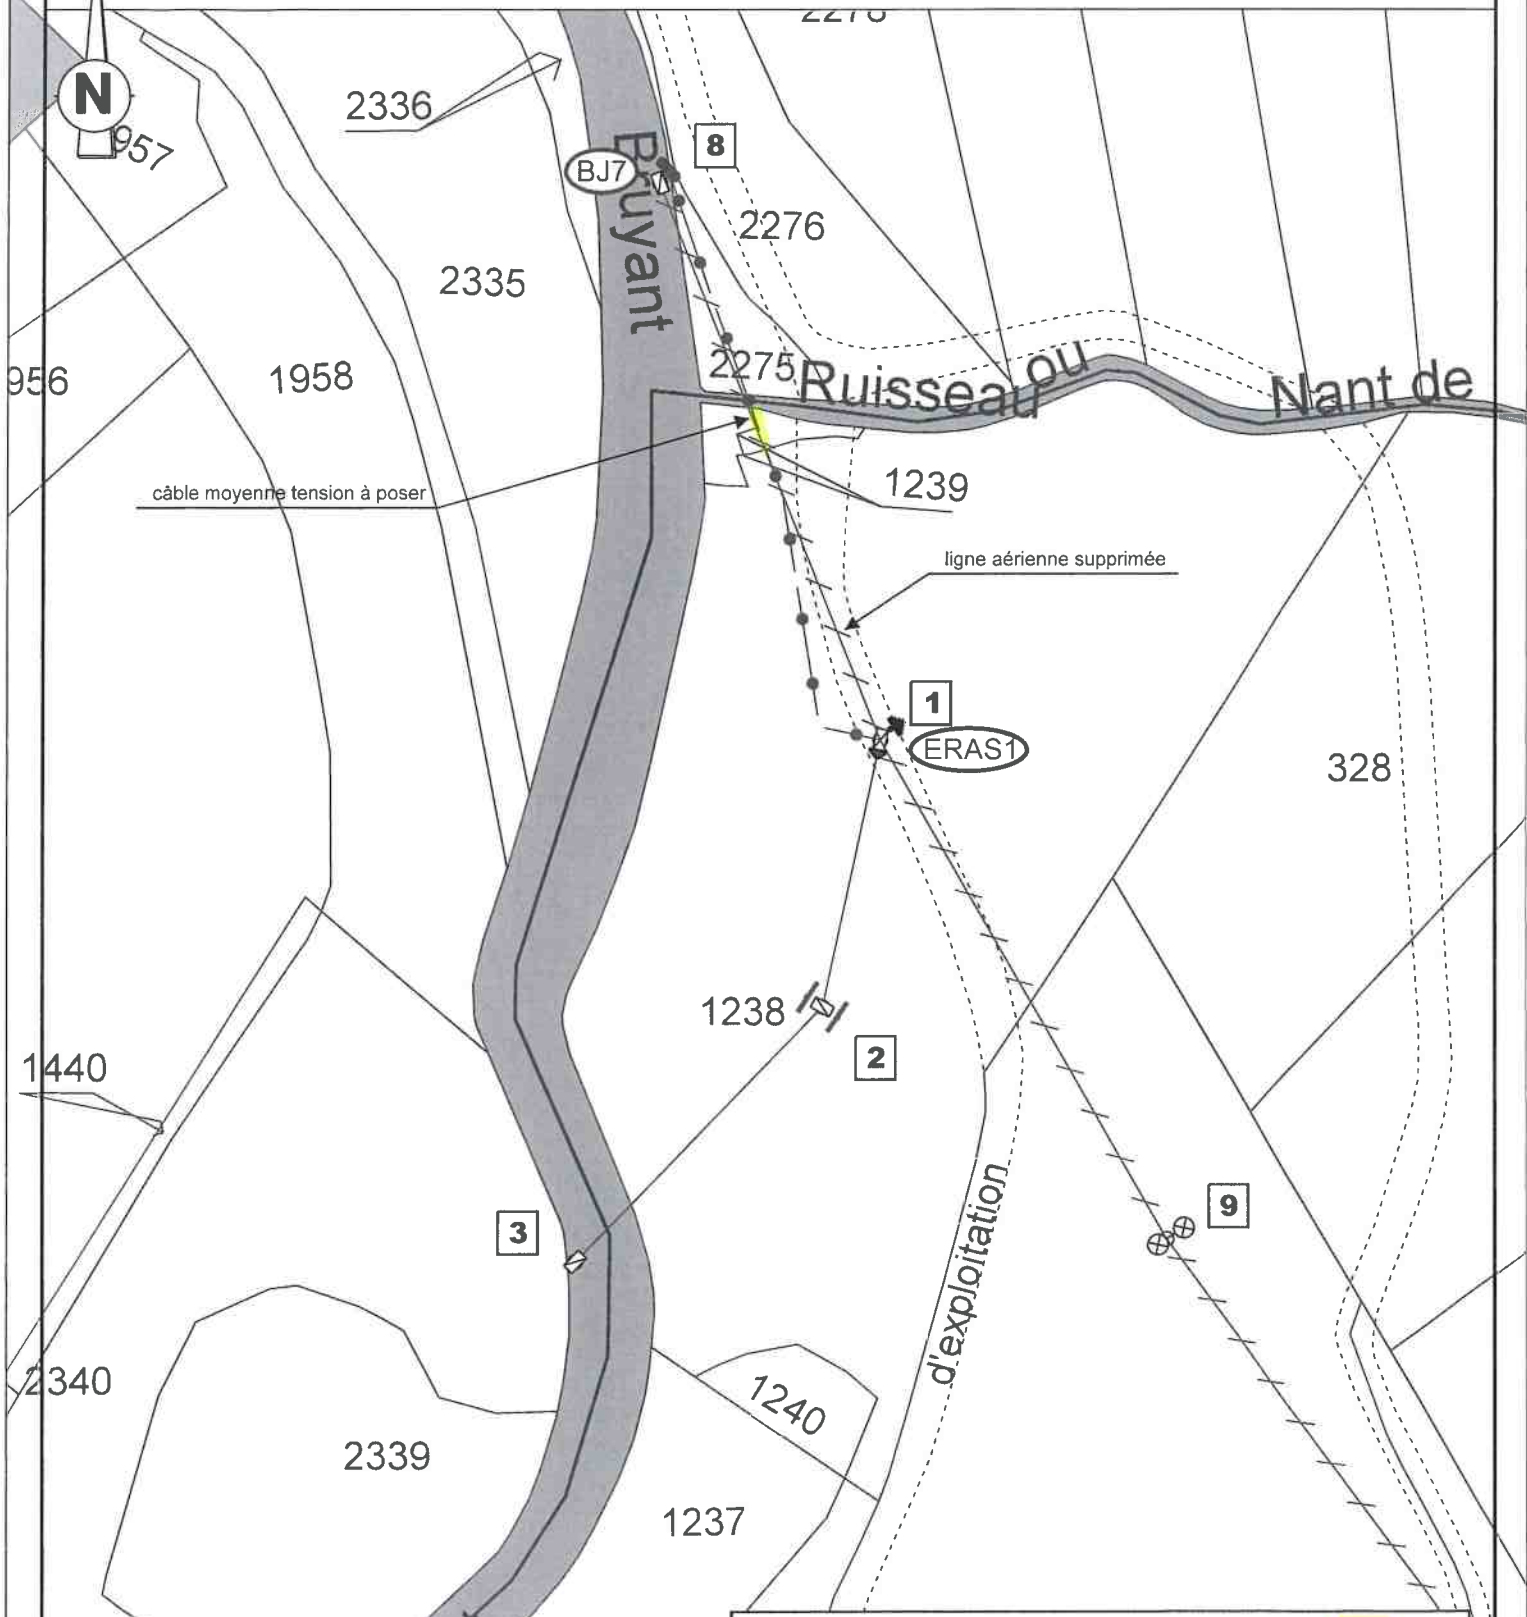 2278
N
957
2336
8
BJ7
Bruyant
2276
2335
2275
1958
956
Ruisseau ou Nant de
câble moyenne tension à poser
1239
ligne aérienne supprimée
1
ERAS1
328
1238
2
1440
d'exploitation
9
3
2340
1240
2339
1237